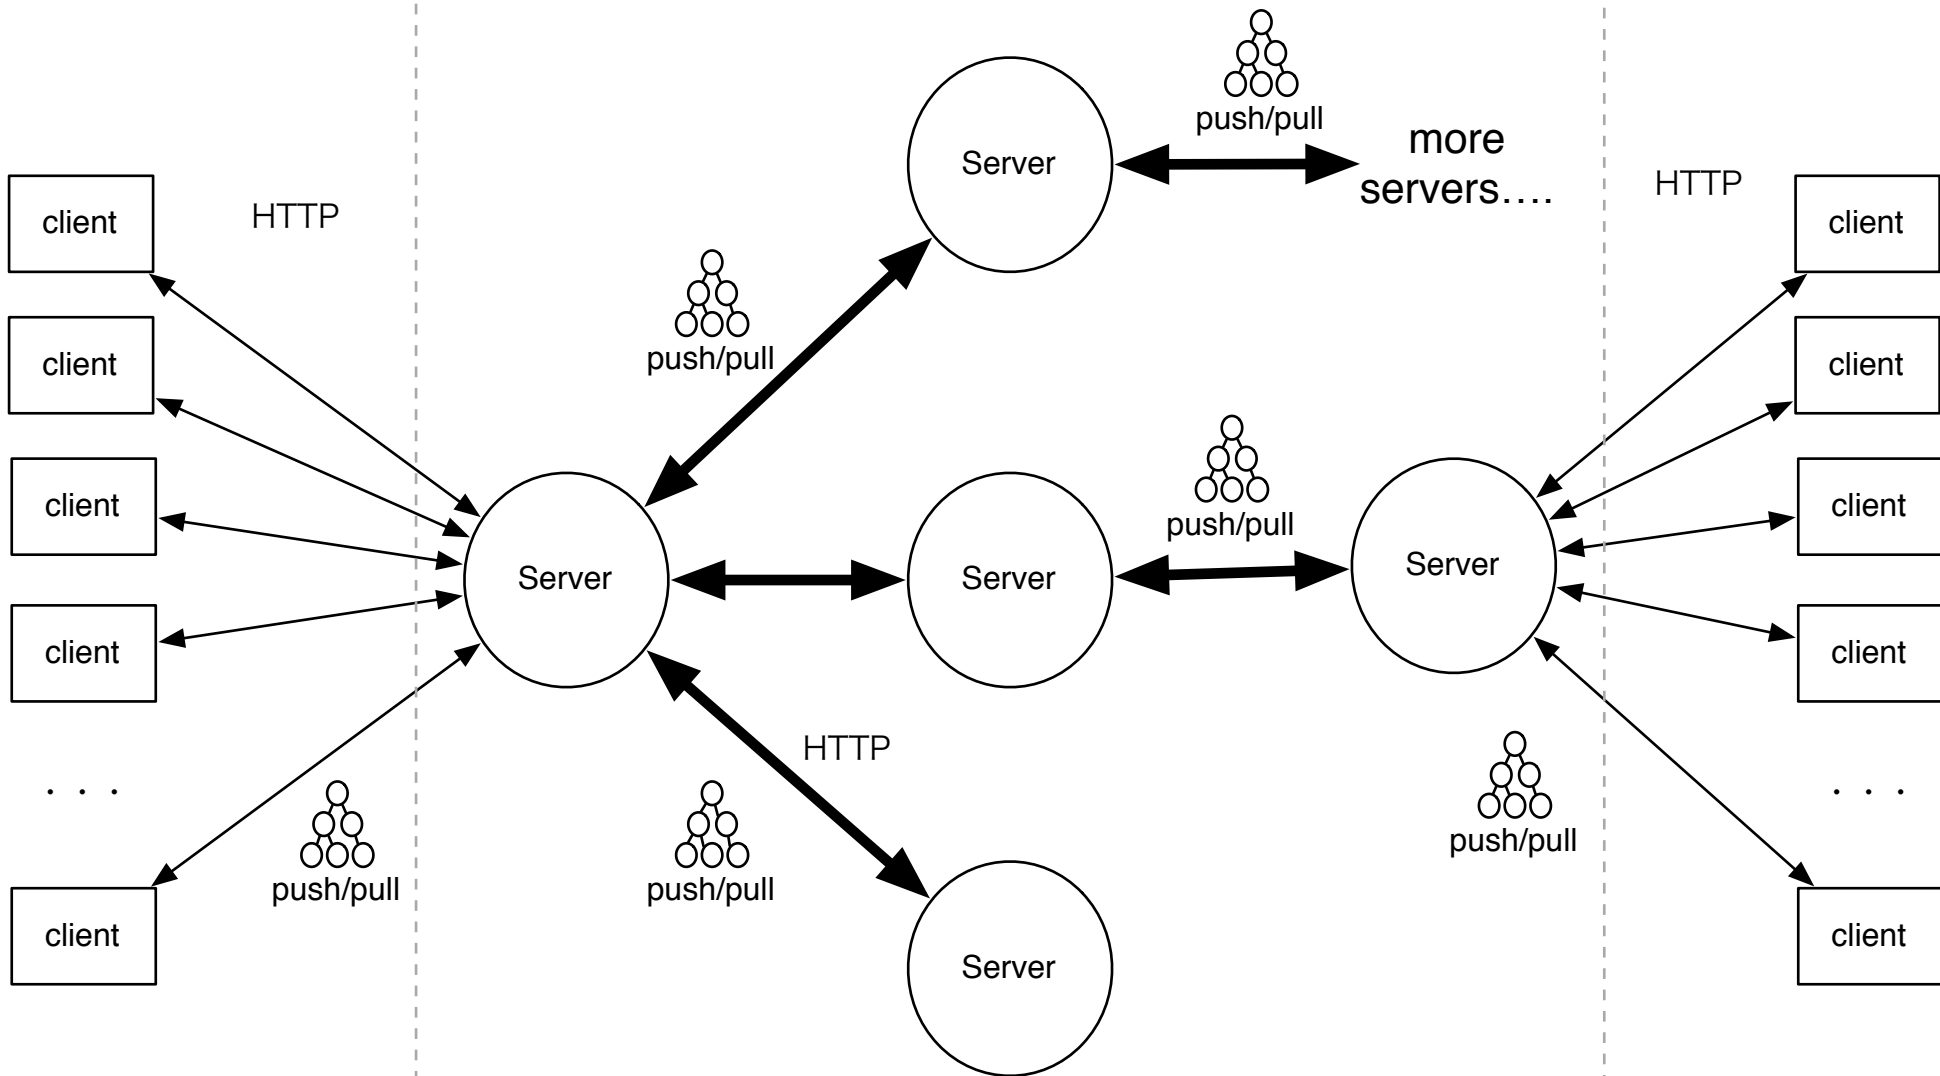 push/pull
more
servers....
Server
HTTP
HTTP
client
client
push/pull
client
client
push/pull
client
client
Server
Server
Server
client
client
HTTP
. . .
. . .
push/pull
push/pull
push/pull
client
client
Server